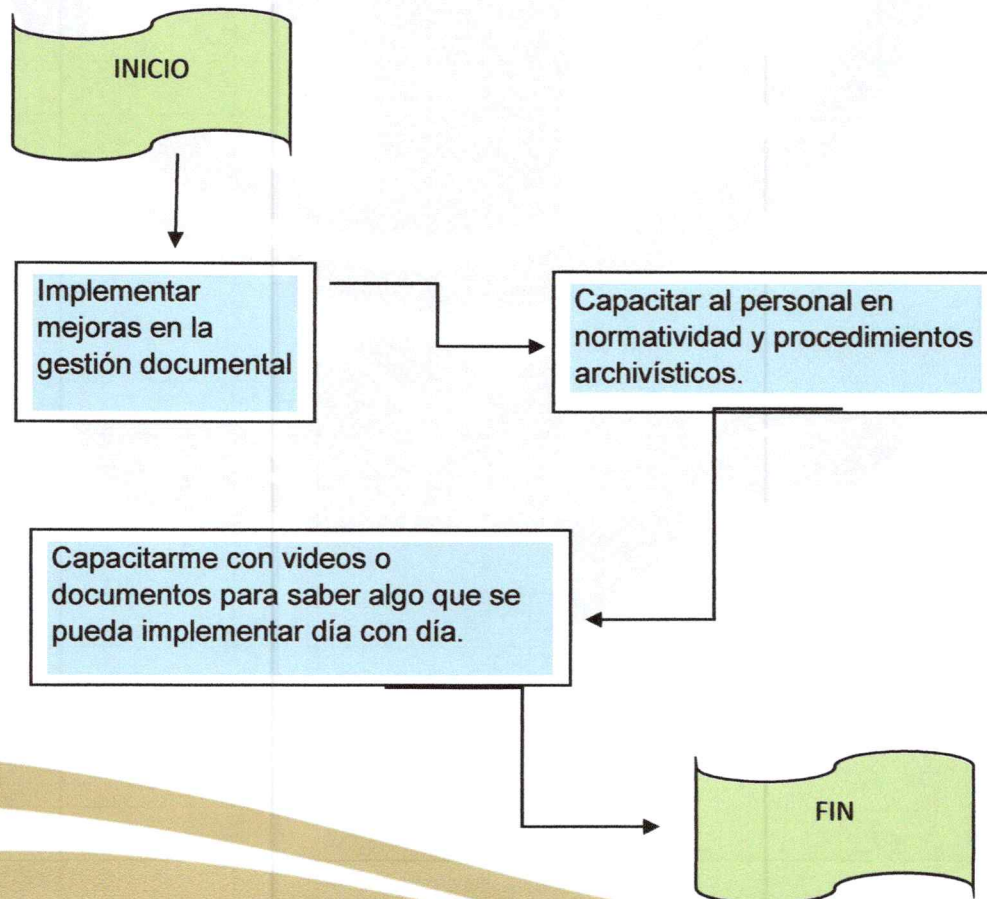 INICIO
Implementar
mejoras en la
gestión documental
Capacitar al personal en
normatividad y procedimientos
archivísticos.
Capacitarme con videos o
documentos para saber algo que se
pueda implementar día con día.
FIN